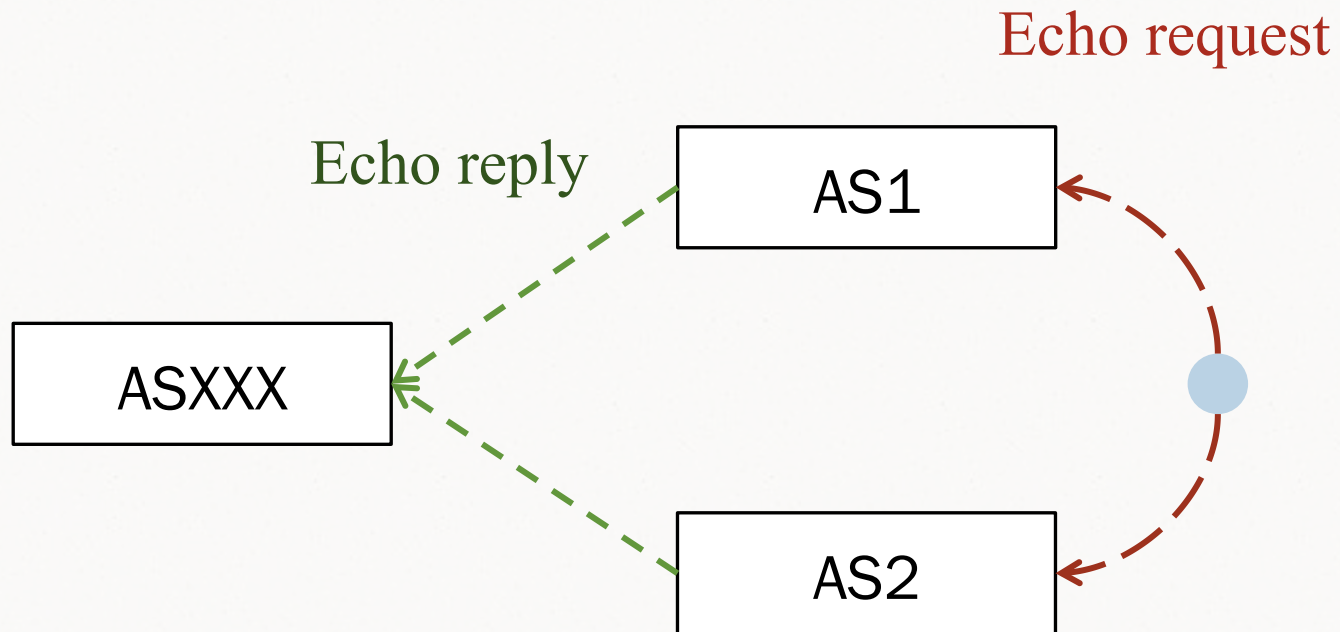 Echo request
Echo reply
AS1
ASXXX
AS2